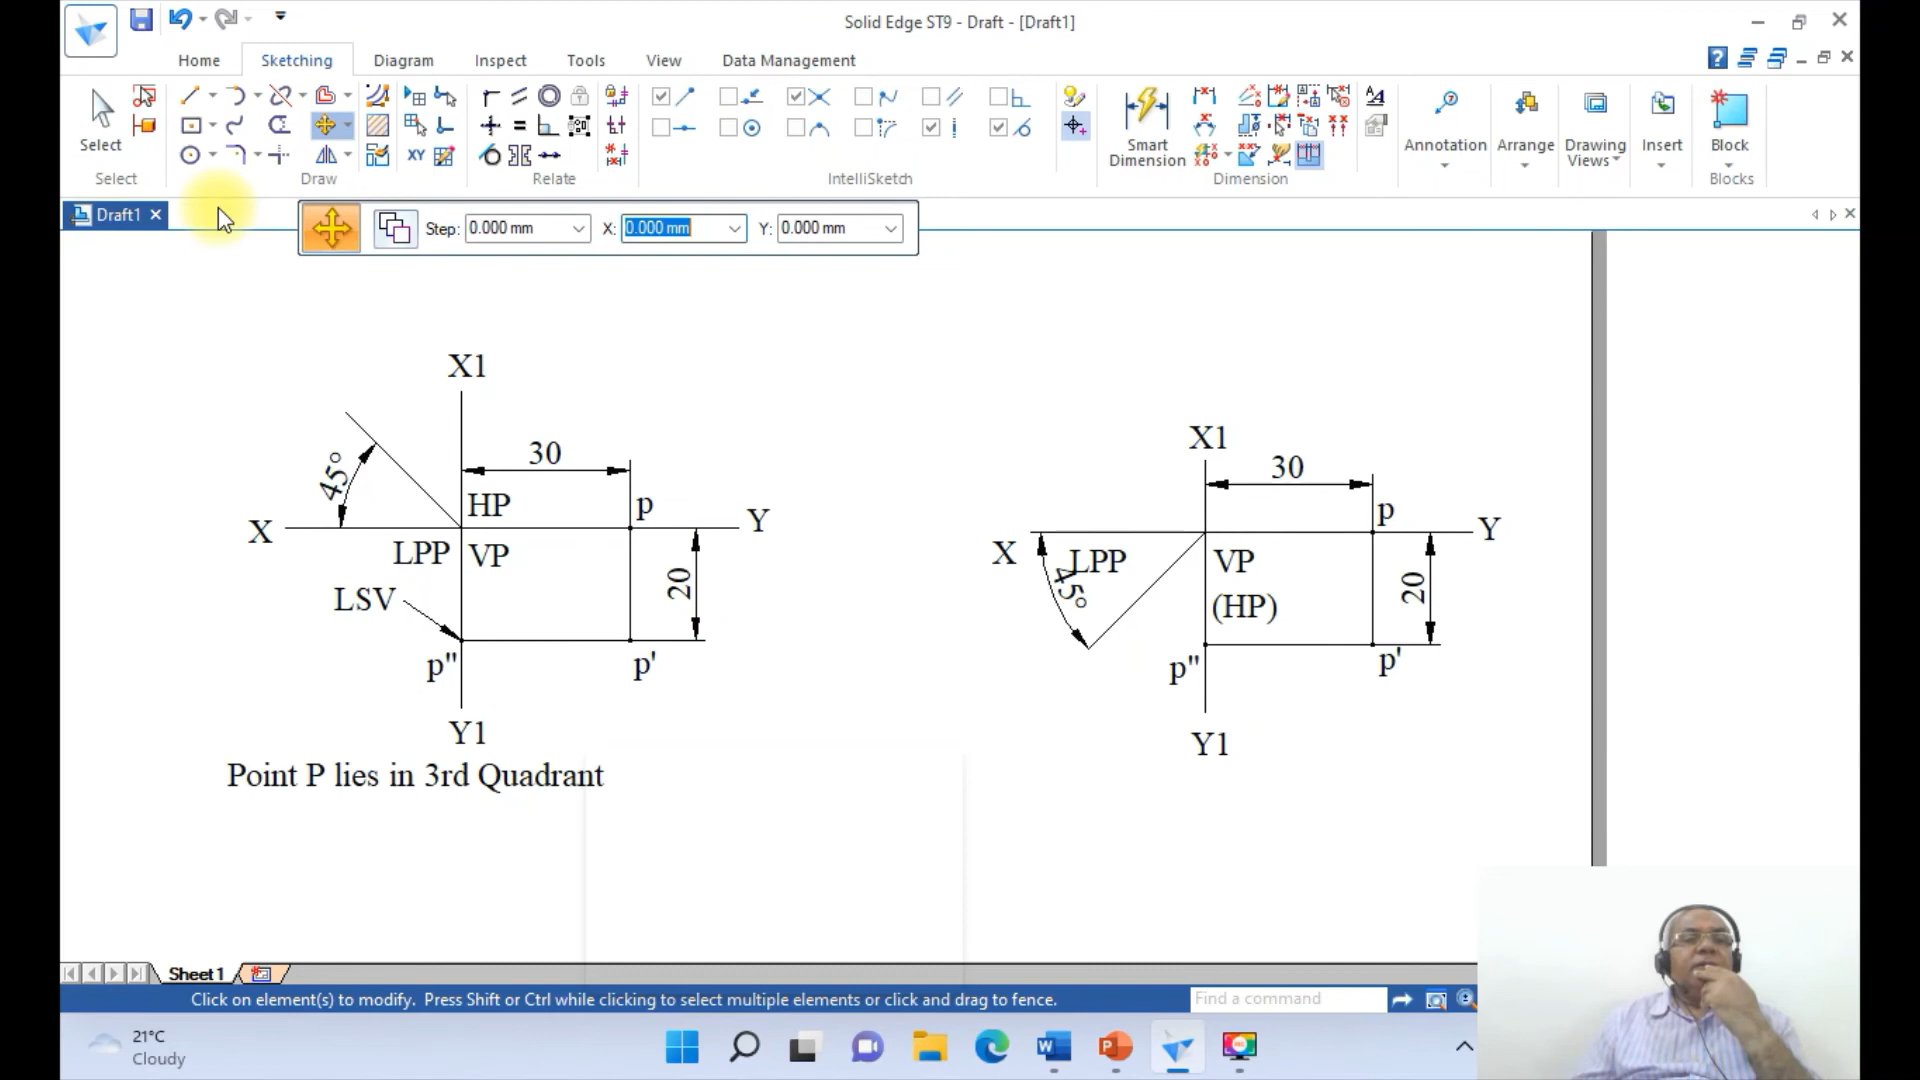 Solid Edge ST9 - Draft - [Draft1]
Home Sketching Diagram Inspect Tools View Data Management
Select
Smart Dimension
Annotation
Arrange
Drawing Views
Insert
Block
Select Draw Relate IntelliSketch Dimension Blocks
XY
Draft1
Step: 0.000 mm X: 0.000 mm Y: 0.000 mm
X1
30
45°
HP
p
X
Y
LPP
VP
20
LSV
p"
p'
Y1
Point P lies in 3rd Quadrant
X1
30
p
Y
X
LPP
45°
VP
(HP)
20
p"
p'
Y1
Sheet1
Click on element(s) to modify. Press Shift or Ctrl while clicking to select multiple elements or click and drag to fence.
Find a command
21°C
Cloudy